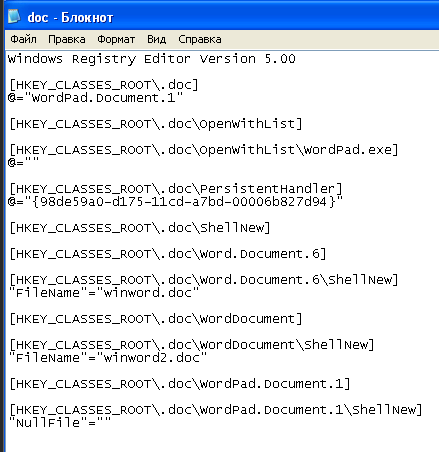 doc - Блокнот
Файл Правка Формат Вид Справка
Windows Registry Editor Version 5.00
[HKEY_CLASSES_ROOT\.doc]
@="WordPad.Document.1"
[HKEY_CLASSES_ROOT\.doc\OpenWithList]
[HKEY_CLASSES_ROOT\.doc\OpenWithList\WordPad.exe]
@=""
[HKEY_CLASSES_ROOT\.doc\PersistentHandler]
@="{98de59a0-d175-11cd-a7bd-00006b827d94}"
[HKEY_CLASSES_ROOT\.doc\ShellNew]
[HKEY_CLASSES_ROOT\.doc\Word.Document.6]
[HKEY_CLASSES_ROOT\.doc\Word.Document.6\ShellNew]
"FileName"="winword.doc"
[HKEY_CLASSES_ROOT\.doc\WordDocument]
[HKEY_CLASSES_ROOT\.doc\WordDocument\ShellNew]
"FileName"="winword2.doc"
[HKEY_CLASSES_ROOT\.doc\WordPad.Document.1]
[HKEY_CLASSES_ROOT\.doc\WordPad.Document.1\ShellNew]
"NullFile"=""